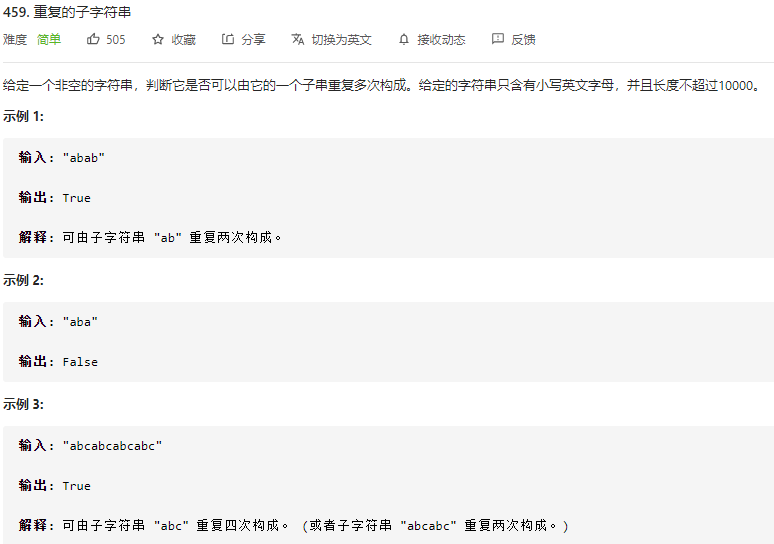 459. 重复的子字符串
难度 简单 505 收藏 分享 切换为英文 接收动态 反馈
给定一个非空的字符串，判断它是否可以由它的一个子串重复多次构成。给定的字符串只含有小写英文字母，并且长度不超过10000。
示例 1:
输入: "abab"
输出: True
解释: 可由子字符串 "ab" 重复两次构成。
示例 2:
输入: "aba"
输出: False
示例 3:
输入: "abcabcabcabc"
输出: True
解释: 可由子字符串 "abc" 重复四次构成。 (或者子字符串 "abcabc" 重复两次构成。)